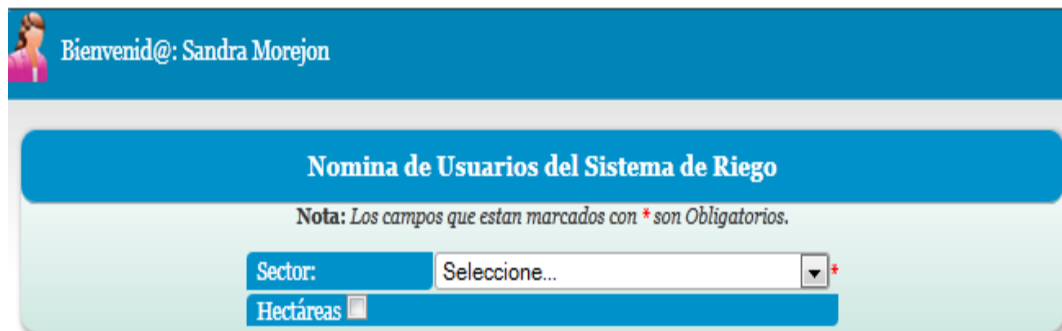 Bienvenid@: Sandra Morejon
Nomina de Usuarios del Sistema de Riego
Nota: Los campos que estan marcados con * son Obligatorios.
Sector: Seleccione... *
Hectáreas